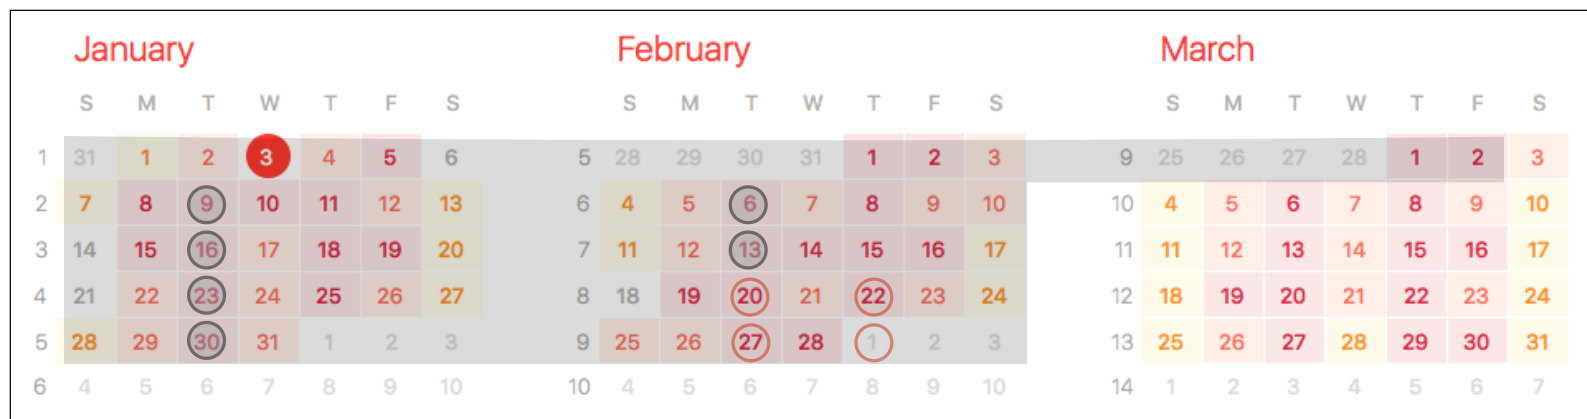 January February March
S M T W T F S S M T W T F S S M T W T F S
1 31 1 2 3 4 5 6 5 28 29 30 31 1 2 3 9 25 26 27 28 1 2 3
2 7 8 9 10 11 12 13 6 4 5 6 7 8 9 10 10 4 5 6 7 8 9 10
3 14 15 16 17 18 19 20 7 11 12 13 14 15 16 17 11 11 12 13 14 15 16 17
4 21 22 23 24 25 26 27 8 18 19 20 21 22 23 24 12 18 19 20 21 22 23 24
5 28 29 30 31 1 2 3 9 25 26 27 28 1 2 3 13 25 26 27 28 29 30 31
6 4 5 6 7 8 9 10 10 4 5 6 7 8 9 10 14 1 2 3 4 5 6 7